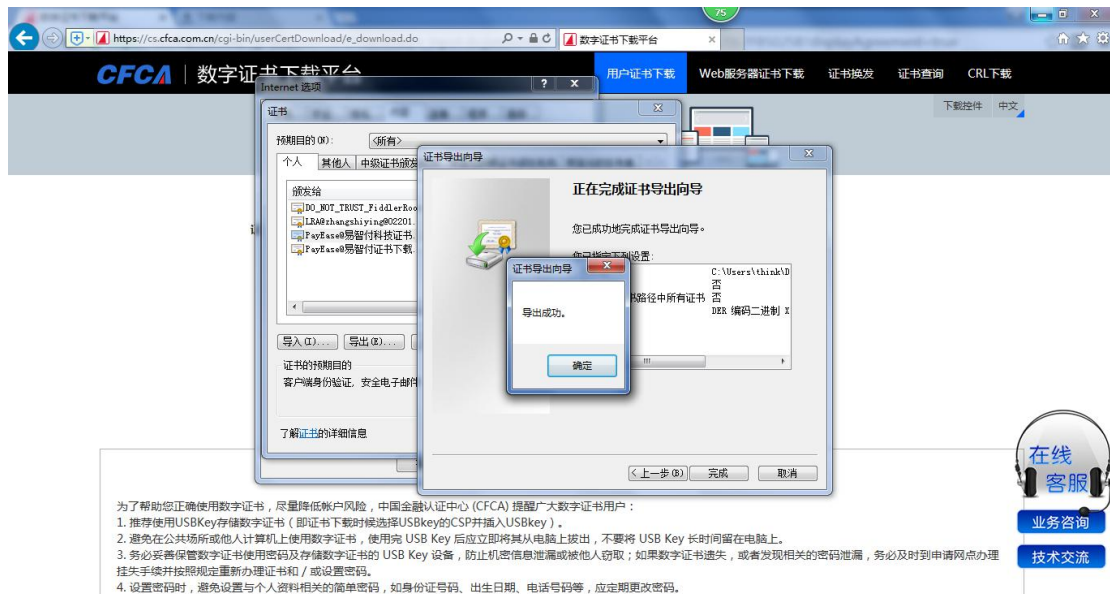 75
https://cs.cfca.com.cn/cgi-bin/userCertDownload/e_download.do
数字证书下载平台
CFCA 数字证书下载平台
用户证书下载 Web服务器证书下载 证书换发 证书查询 CRL下载
下载控件 中文
Internet 选项
证书
预期目的(N): <所有>
个人 其他人 中级证书颁发
颁发给
DO_NOT_TRUST_FiddlerRoo
LRA@zhangshiying@02201.
PayEase@易智付科技证书.
PayEase@易智付证书下载.
导入(I)... 导出(E)...
证书的预期目的
客户端身份验证, 安全电子邮件
了解证书的详细信息
证书导出向导
正在完成证书导出向导
您已成功地完成证书导出向导。
您已指定下列设置:
C:\Users\think\D
否
书路径中所有证书 否
DER 编码二进制 X
证书导出向导
导出成功。
确定
<上一步(B) 完成 取消
在线
客服
业务咨询
技术交流
为了帮助您正确使用数字证书，尽量降低帐户风险，中国金融认证中心 (CFCA) 提醒广大数字证书用户：
1. 推荐使用USBKey存储数字证书（即证书下载时候选择USBkey的CSP并插入USBkey）。
2. 避免在公共场所或他人计算机上使用数字证书，使用完 USB Key 后应立即将其从电脑上拔出，不要将 USB Key 长时间留在电脑上。
3. 务必妥善保管数字证书使用密码及存储数字证书的 USB Key 设备，防止机密信息泄漏或被他人窃取；如果数字证书遗失，或者发现相关的密码泄漏，务必及时到申请网点办理
挂失手续并按照规定重新办理证书和 / 或设置密码。
4. 设置密码时，避免设置与个人资料相关的简单密码，如身份证号码、出生日期、电话号码等，应定期更改密码。